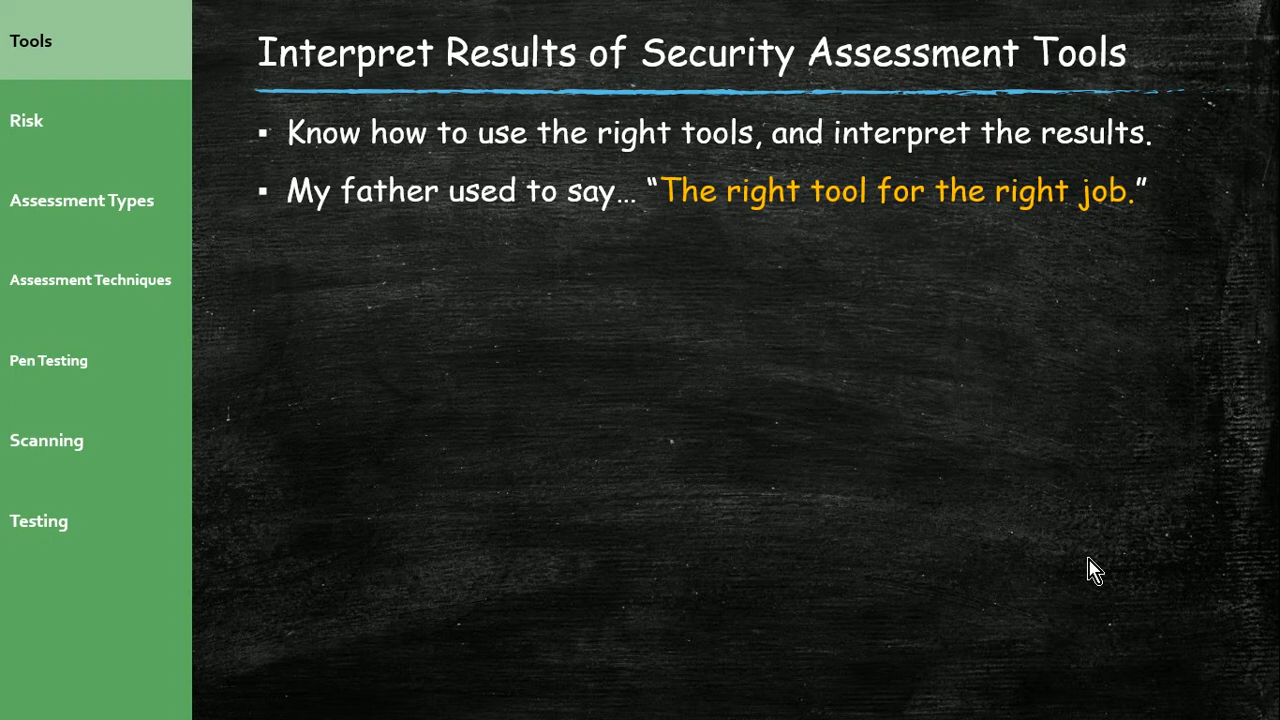 Tools
Risk
Assessment Types
Assessment Techniques
Pen Testing
Scanning
Testing
Interpret Results of Security Assessment Tools
▪ Know how to use the right tools, and interpret the results.
▪ My father used to say… “The right tool for the right job.”